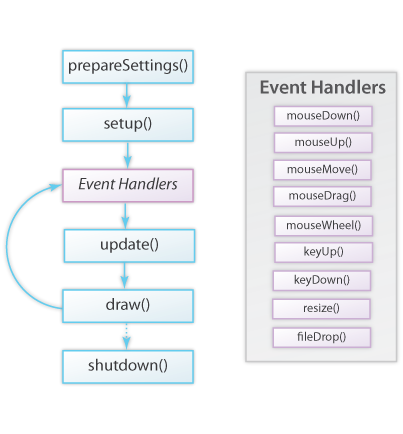 prepareSettings()
setup()
Event Handlers
update()
draw()
shutdown()
Event Handlers
mouseDown()
mouseUp()
mouseMove()
mouseDrag()
mouseWheel()
keyUp()
keyDown()
resize()
fileDrop()